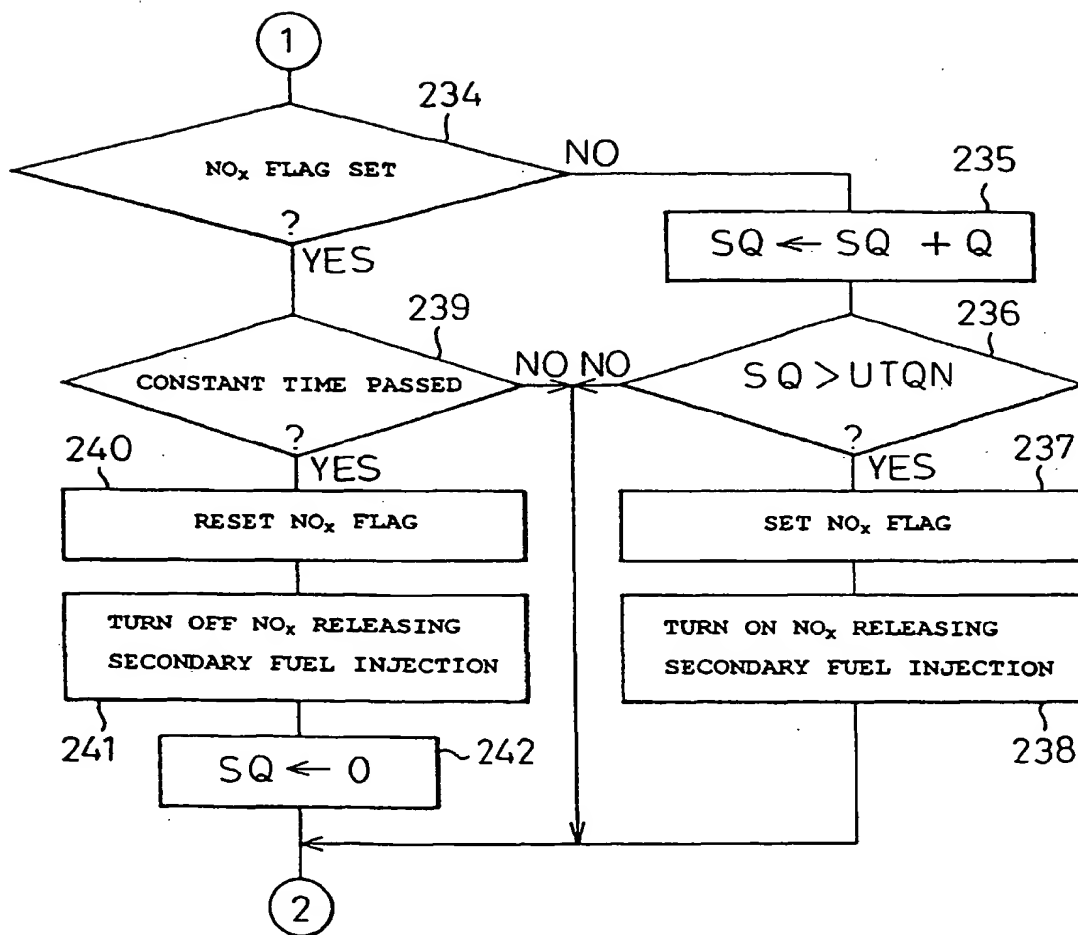 1
234
NOx FLAG SET
?
NO
YES
235
SQ ← SQ + Q
239
CONSTANT TIME PASSED
?
NO
YES
236
SQ > UTQN
?
NO
YES
240
RESET NOx FLAG
237
SET NOx FLAG
TURN OFF NOx RELEASING
SECONDARY FUEL INJECTION
241
TURN ON NOx RELEASING
SECONDARY FUEL INJECTION
238
SQ ← 0
242
2